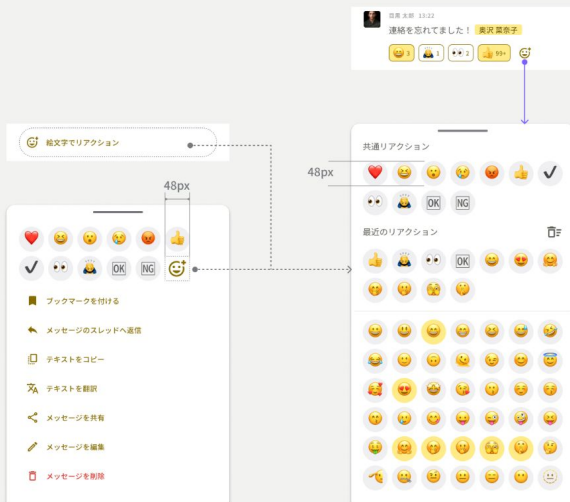 目黒 太郎 13:22
連絡を忘れてました！ 奥沢 菜奈子
3 1 2 99+
絵文字でリアクション
48px
OK NG
ブックマークを付ける
メッセージのスレッドへ返信
テキストをコピー
テキストを翻訳
メッセージを共有
メッセージを編集
メッセージを削除
共通リアクション
48px
OK NG
最近のリアクション
OK